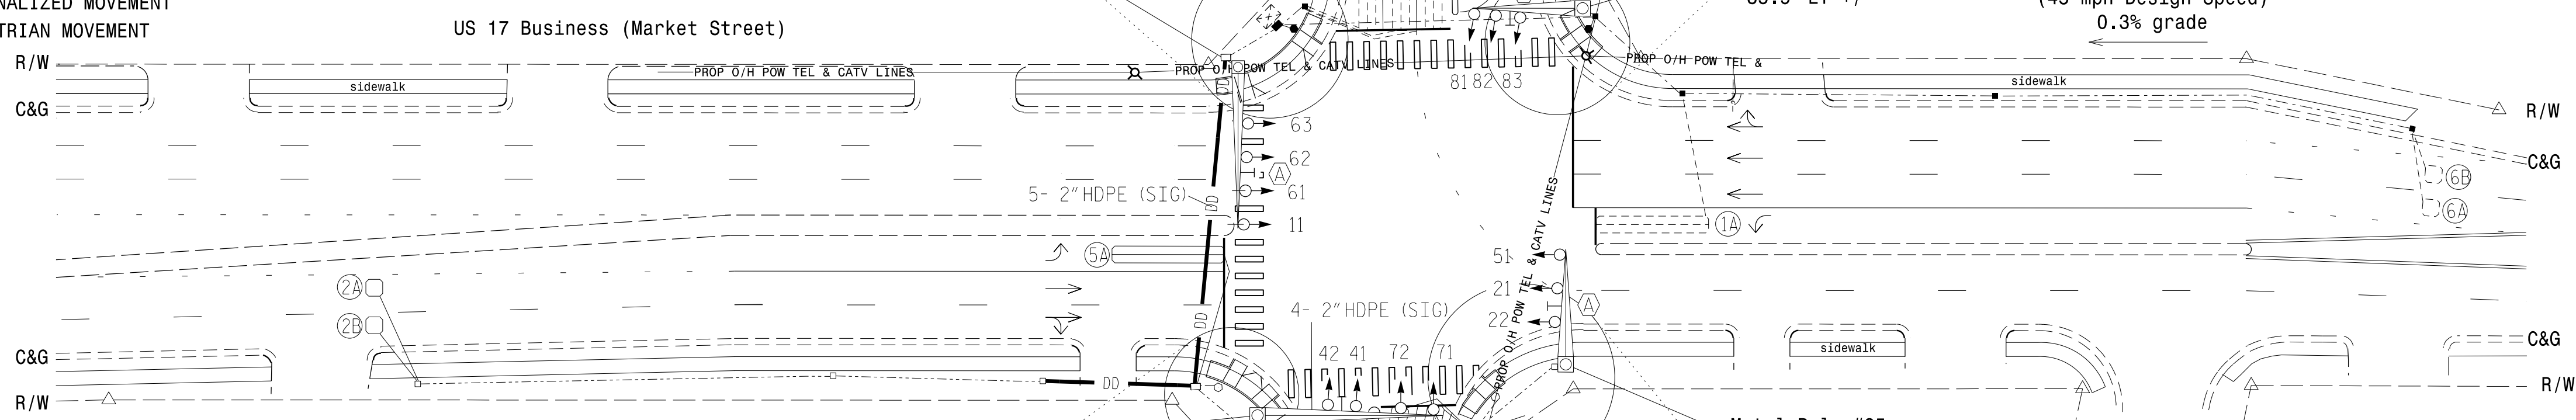 NALIZED MOVEMENT
(45 mph Design Speed)
TRIAN MOVEMENT
US 17 Business (Market Street)
0.3% grade
R/W
PROP O/H POW TEL & CATV LINES
PROP O/H POW TEL & CATV LINES
PROP O/H POW TEL &
sidewalk
81 82 83
sidewalk
C&G
R/W
DD
63
62
A
C&G
5- 2" HDPE (SIG)
61
6B
DD
6A
11
1A
5A
51
PROP O/H POW TEL & CATV LINES
2A
21
A
4- 2" HDPE (SIG)
DD
22
2B
C&G
42 41 72 71
sidewalk
C&G
DD
R/W
R/W